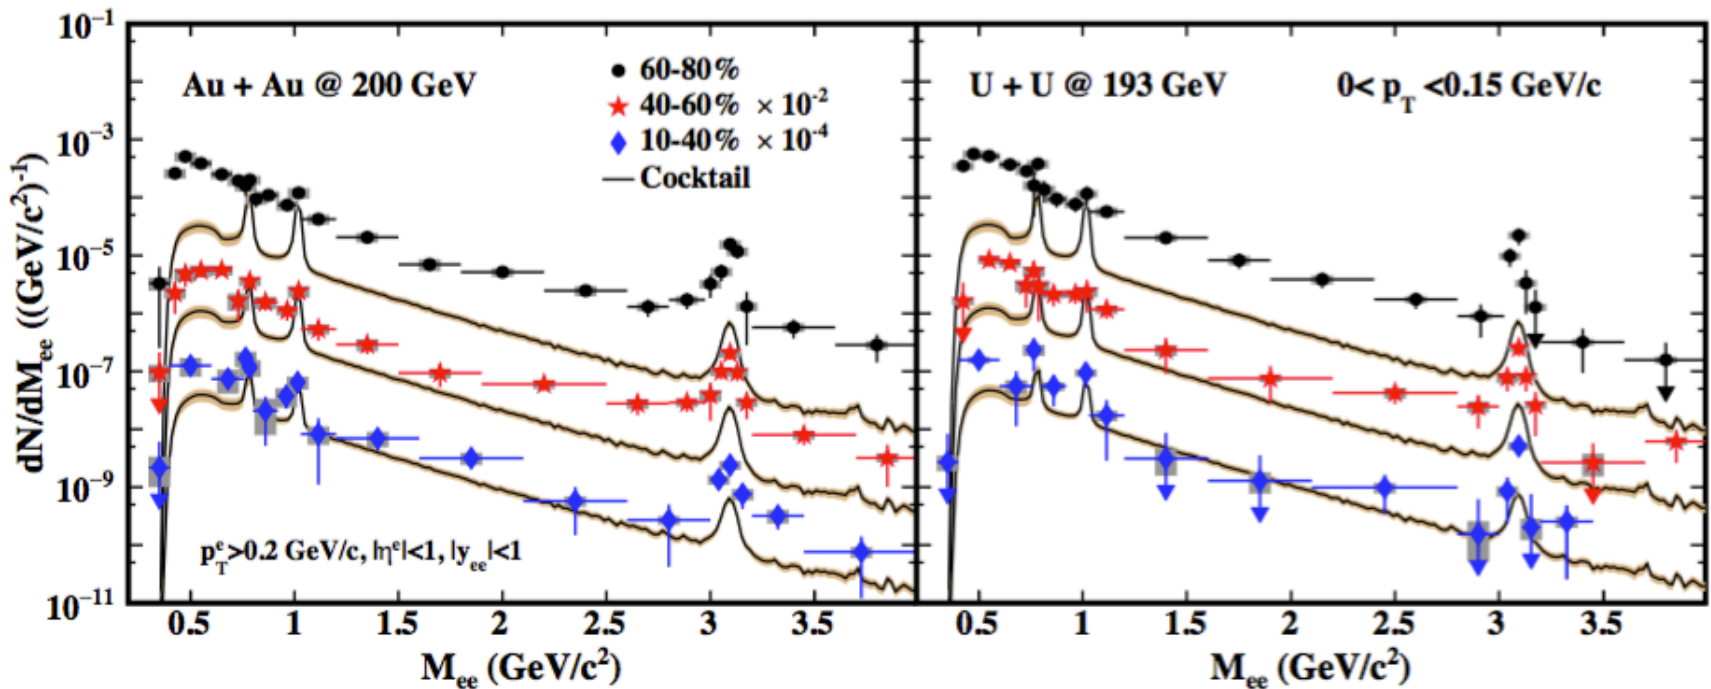 dN/dM_ee ((GeV/c²)⁻¹)
10⁻¹
10⁻³
10⁻⁵
10⁻⁷
10⁻⁹
10⁻¹¹
Au + Au @ 200 GeV
60-80%
40-60% × 10⁻²
10-40% × 10⁻⁴
Cocktail
p_T^e>0.2 GeV/c, |η^e|<1, |y_ee|<1
0.5 1 1.5 2 2.5 3 3.5
M_ee (GeV/c²)
U + U @ 193 GeV 0< p_T <0.15 GeV/c
0.5 1 1.5 2 2.5 3 3.5
M_ee (GeV/c²)